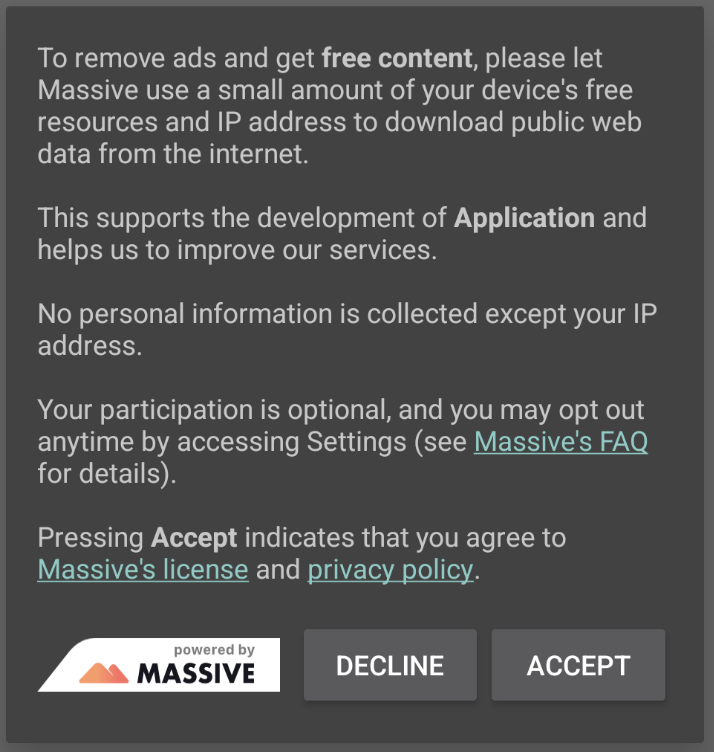 To remove ads and get free content, please let
Massive use a small amount of your device's free
resources and IP address to download public web
data from the internet.
This supports the development of Application and
helps us to improve our services.
No personal information is collected except your IP
address.
Your participation is optional, and you may opt out
anytime by accessing Settings (see Massive's FAQ
for details).
Pressing Accept indicates that you agree to
Massive's license and privacy policy.
powered by
MASSIVE
DECLINE
ACCEPT